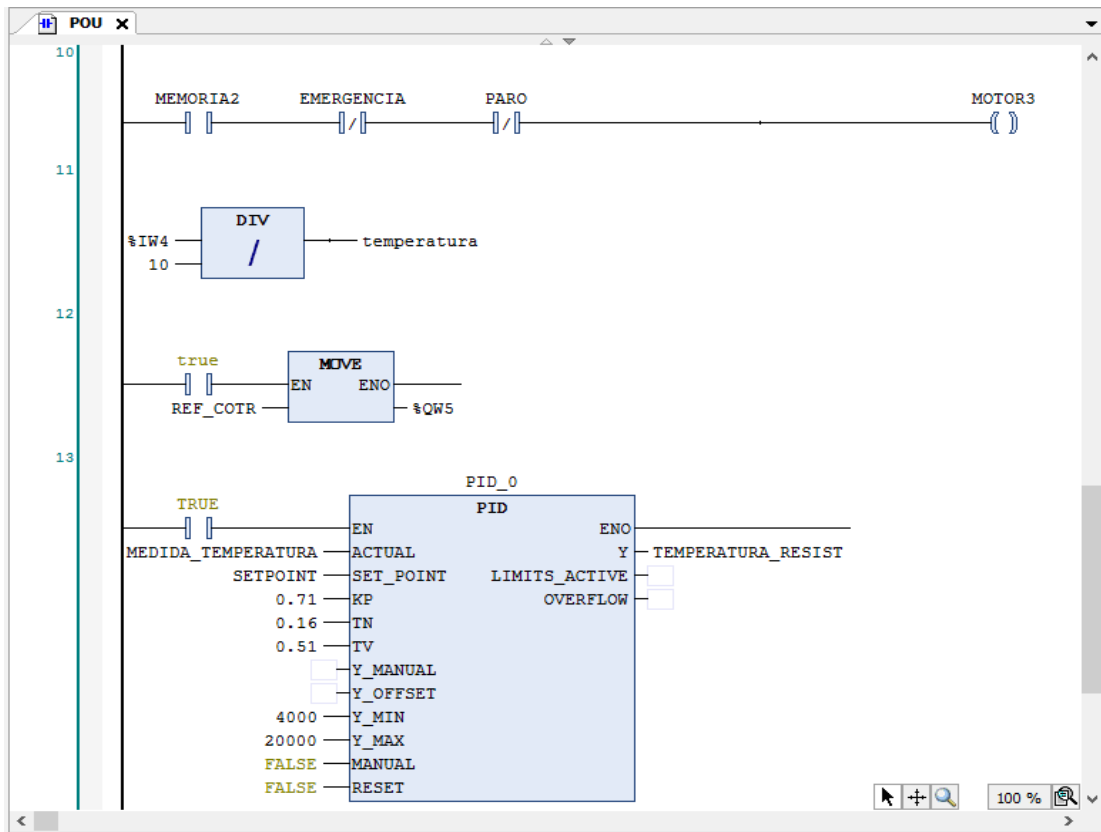 POU
10
MEMORIA2 EMERGENCIA PARO MOTOR3
11
DIV
%IW4 / temperatura
10
12
true MOVE
EN ENO
REF_COTR %QW5
13
PID_0
TRUE PID
EN ENO
MEDIDA_TEMPERATURA ACTUAL Y TEMPERATURA_RESIST
SETPOINT SET_POINT LIMITS_ACTIVE
0.71 KP OVERFLOW
0.16 TN
0.51 TV
Y_MANUAL
Y_OFFSET
4000 Y_MIN
20000 Y_MAX
FALSE MANUAL
FALSE RESET
100 %